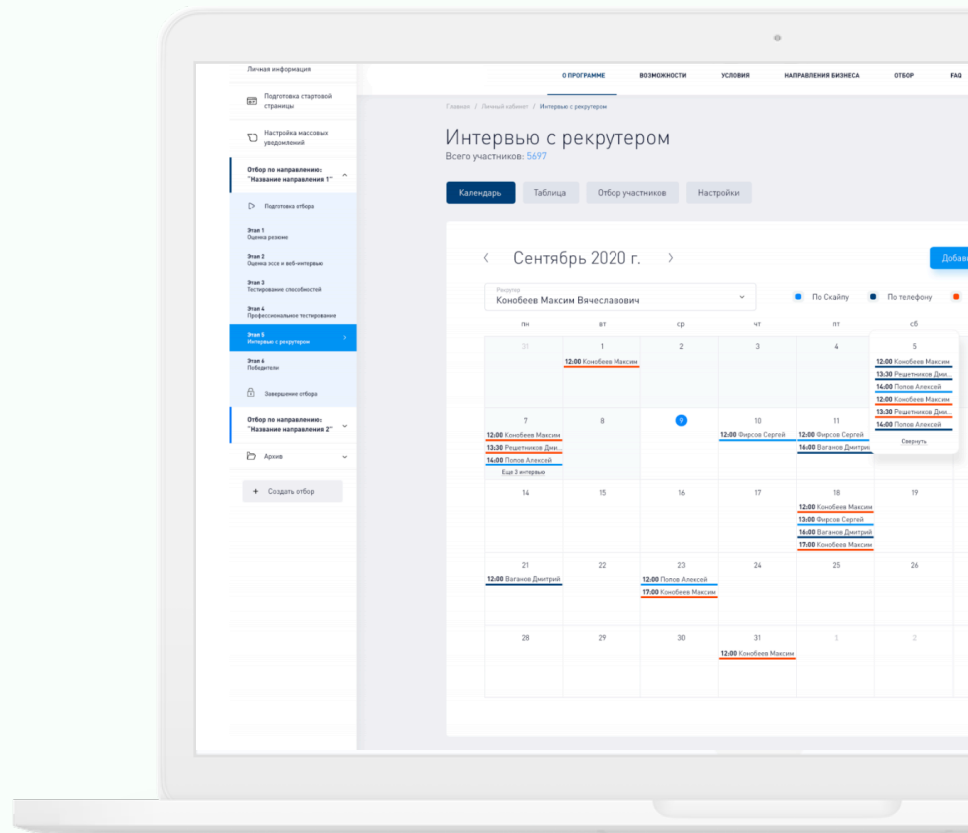 Личная информация
Подготовка стартовой
страницы
Настройка массовых
уведомлений
Отбор по направлению:
"Название направления 1"
Подготовка отбора
Этап 1
Оценка резюме
Этап 2
Оценка эссе и веб-интервью
Этап 3
Тестирование способностей
Этап 4
Профессиональное тестирование
Этап 5
Интервью с рекрутером
Этап 6
Победители
Завершение отбора
Отбор по направлению:
"Название направления 2"
Архив
+ Создать отбор
О ПРОГРАММЕ ВОЗМОЖНОСТИ УСЛОВИЯ НАПРАВЛЕНИЯ БИЗНЕСА ОТБОР FAQ
Главная / Личный кабинет / Интервью с рекрутером
Интервью с рекрутером
Всего участников: 5697
Календарь Таблица Отбор участников Настройки
< Сентябрь 2020 г. > Добави
Рекрутер
Конобеев Максим Вячеславович
По Скайпу По телефону
пн вт ср чт пт сб
31 1 2 3 4 5
12:00 Конобеев Максим
12:00 Конобеев Максим
13:30 Решетников Дми...
14:00 Попов Алексей
12:00 Конобеев Максим
13:30 Решетников Дми...
14:00 Попов Алексей
Свернуть
7 8 9 10 11
12:00 Конобеев Максим
13:30 Решетников Дми...
14:00 Попов Алексей
Еще 3 интервью
12:00 Фирсов Сергей
12:00 Фирсов Сергей
16:00 Ваганов Дмитрий
14 15 16 17 18 19
12:00 Конобеев Максим
13:00 Фирсов Сергей
16:00 Ваганов Дмитрий
17:00 Конобеев Максим
21 22 23 24 25 26
12:00 Ваганов Дмитрий
12:00 Попов Алексей
17:00 Конобеев Максим
28 29 30 31 1 2
12:00 Конобеев Максим